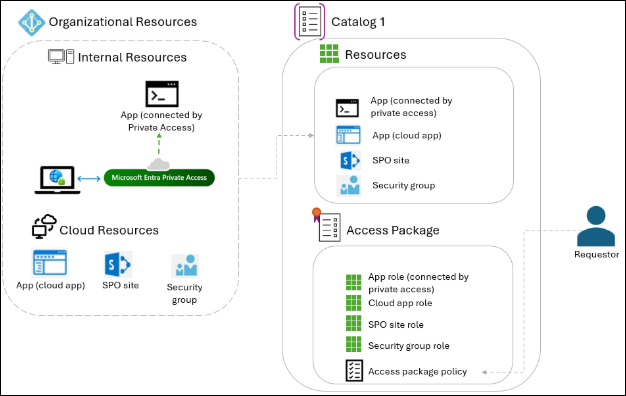 Organizational Resources
Internal Resources
App (connected by
Private Access)
Microsoft Entra Private Access
Cloud Resources
App (cloud app)
SPO site
Security
group
Catalog 1
Resources
App (connected by
private access)
App (cloud app)
SPO site
Security group
Access Package
App role (connected by
private access)
Cloud app role
SPO site role
Security group role
Access package policy
Requestor